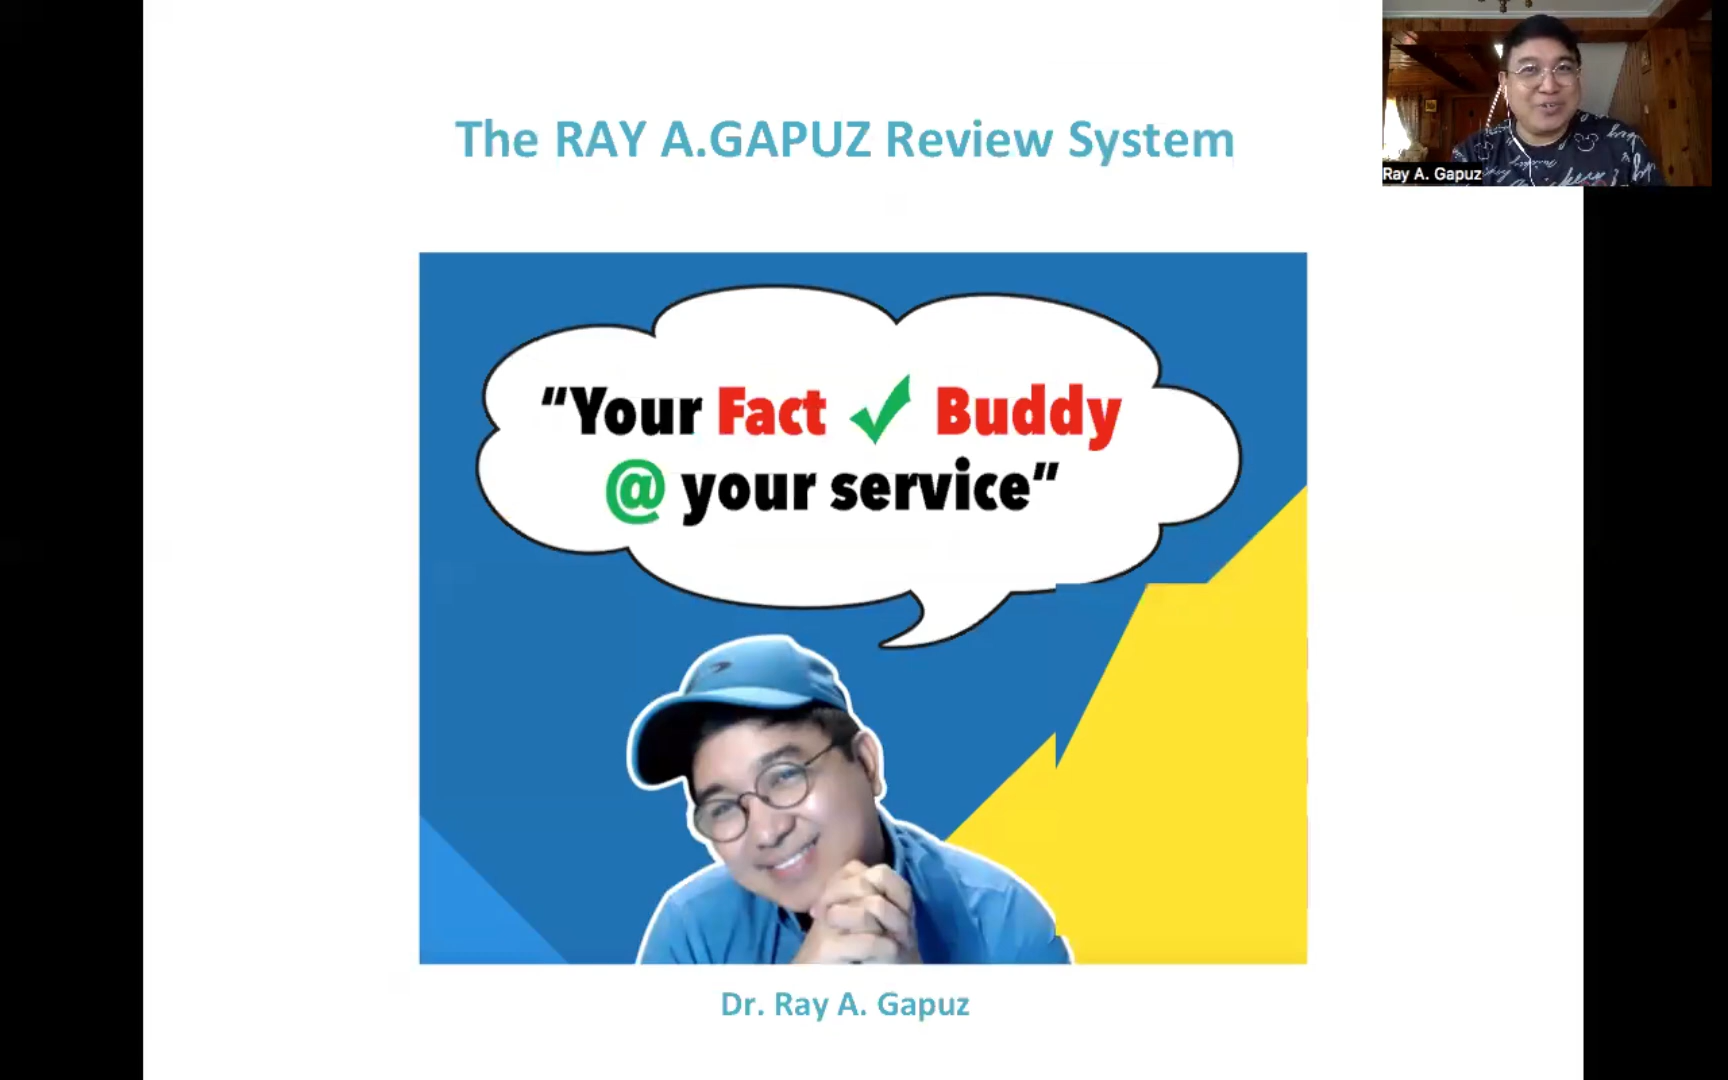 The RAY A.GAPUZ Review System
Ray A. Gapuz
"Your Fact ✓ Buddy
@ your service"
Dr. Ray A. Gapuz